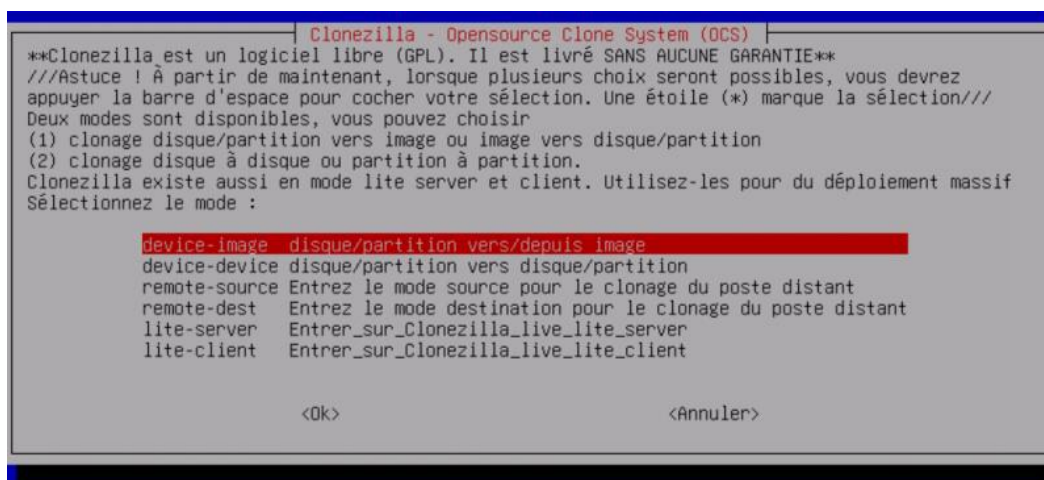 Clonezilla - Opensource Clone System (OCS)
**Clonezilla est un logiciel libre (GPL). Il est livré SANS AUCUNE GARANTIE**
///Astuce ! À partir de maintenant, lorsque plusieurs choix seront possibles, vous devrez
appuyer la barre d'espace pour cocher votre sélection. Une étoile (*) marque la sélection///
Deux modes sont disponibles, vous pouvez choisir
(1) clonage disque/partition vers image ou image vers disque/partition
(2) clonage disque à disque ou partition à partition.
Clonezilla existe aussi en mode lite server et client. Utilisez-les pour du déploiement massif
Sélectionnez le mode :
device-image disque/partition vers/depuis image
device-device disque/partition vers disque/partition
remote-source Entrez le mode source pour le clonage du poste distant
remote-dest Entrez le mode destination pour le clonage du poste distant
lite-server Entrer_sur_Clonezilla_live_lite_server
lite-client Entrer_sur_Clonezilla_live_lite_client
<Ok> <Annuler>